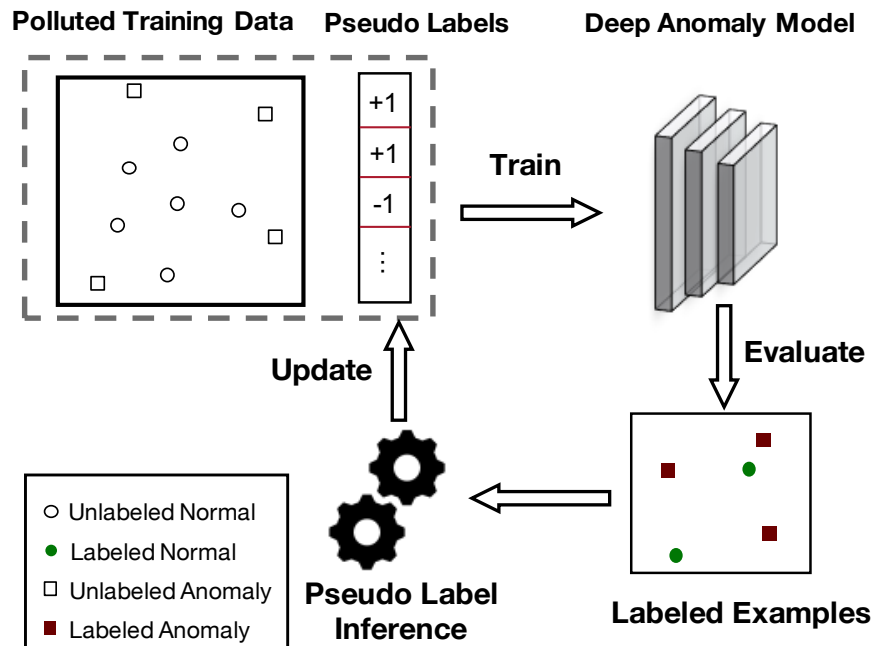 Polluted Training Data
Pseudo Labels
Deep Anomaly Model
+1
+1
-1
⋮
Train
Update
Evaluate
Unlabeled Normal
Labeled Normal
Unlabeled Anomaly
Labeled Anomaly
Pseudo Label
Inference
Labeled Examples